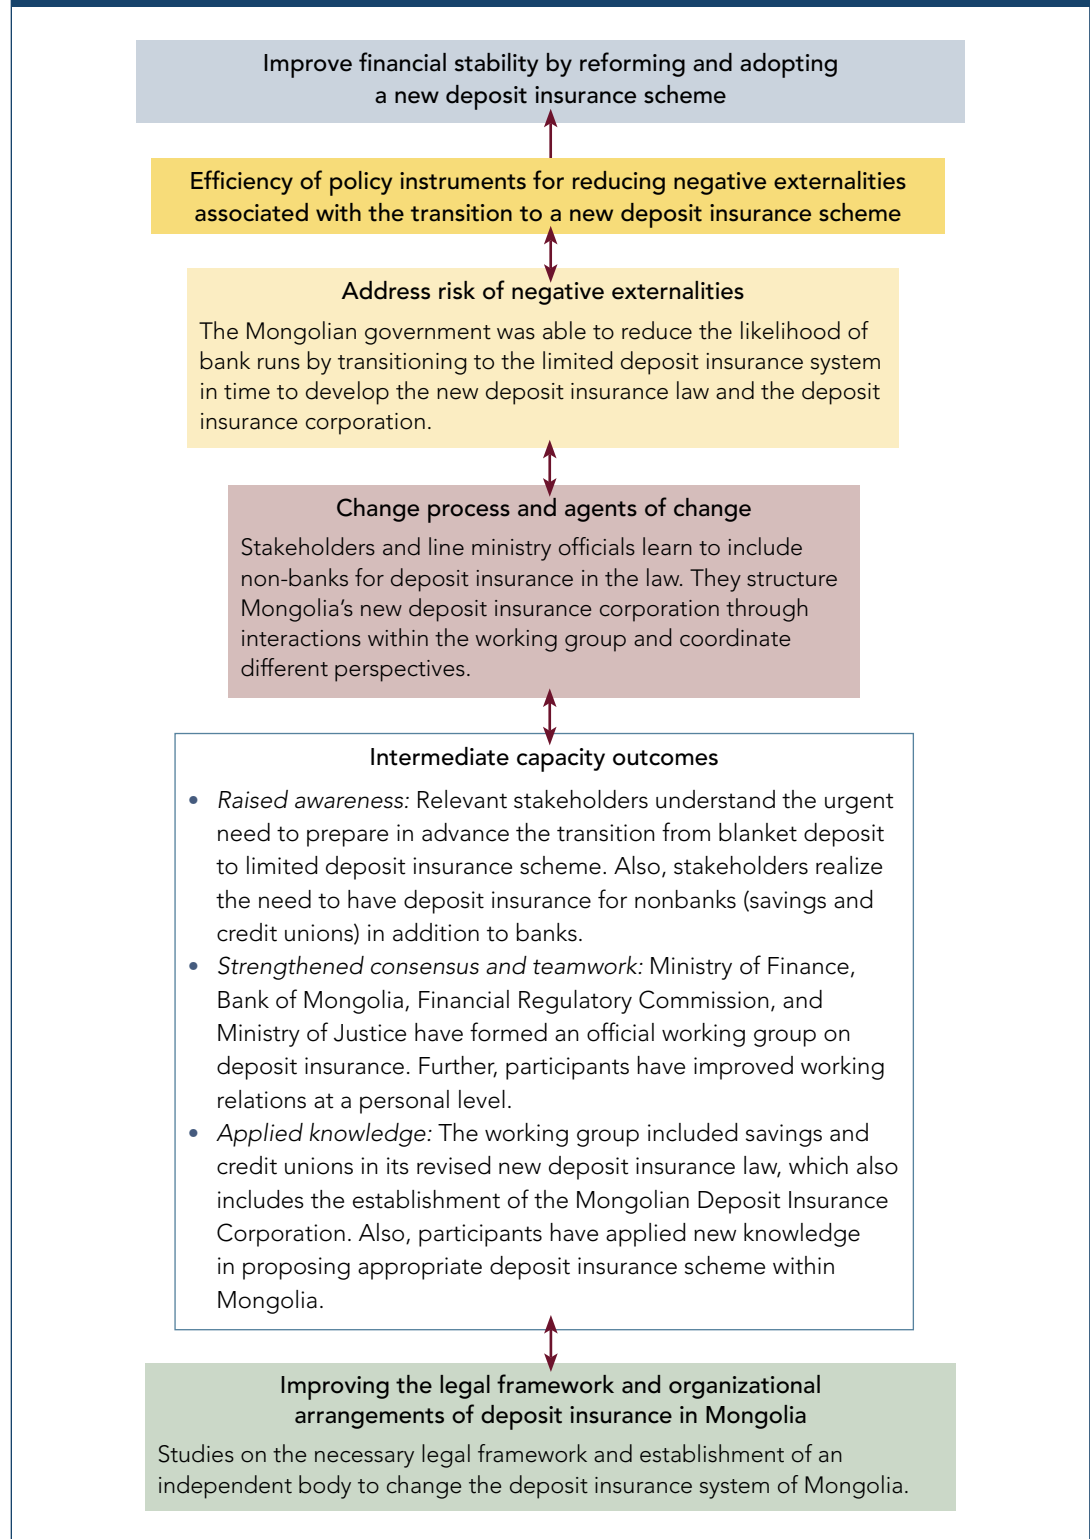 Improve financial stability by reforming and adopting
a new deposit insurance scheme
Efficiency of policy instruments for reducing negative externalities
associated with the transition to a new deposit insurance scheme
Address risk of negative externalities
The Mongolian government was able to reduce the likelihood of
bank runs by transitioning to the limited deposit insurance system
in time to develop the new deposit insurance law and the deposit
insurance corporation.
Change process and agents of change
Stakeholders and line ministry officials learn to include
non-banks for deposit insurance in the law. They structure
Mongolia’s new deposit insurance corporation through
interactions within the working group and coordinate
different perspectives.
Intermediate capacity outcomes
• Raised awareness: Relevant stakeholders understand the urgent
need to prepare in advance the transition from blanket deposit
to limited deposit insurance scheme. Also, stakeholders realize
the need to have deposit insurance for nonbanks (savings and
credit unions) in addition to banks.
• Strengthened consensus and teamwork: Ministry of Finance,
Bank of Mongolia, Financial Regulatory Commission, and
Ministry of Justice have formed an official working group on
deposit insurance. Further, participants have improved working
relations at a personal level.
• Applied knowledge: The working group included savings and
credit unions in its revised new deposit insurance law, which also
includes the establishment of the Mongolian Deposit Insurance
Corporation. Also, participants have applied new knowledge
in proposing appropriate deposit insurance scheme within
Mongolia.
Improving the legal framework and organizational
arrangements of deposit insurance in Mongolia
Studies on the necessary legal framework and establishment of an
independent body to change the deposit insurance system of Mongolia.